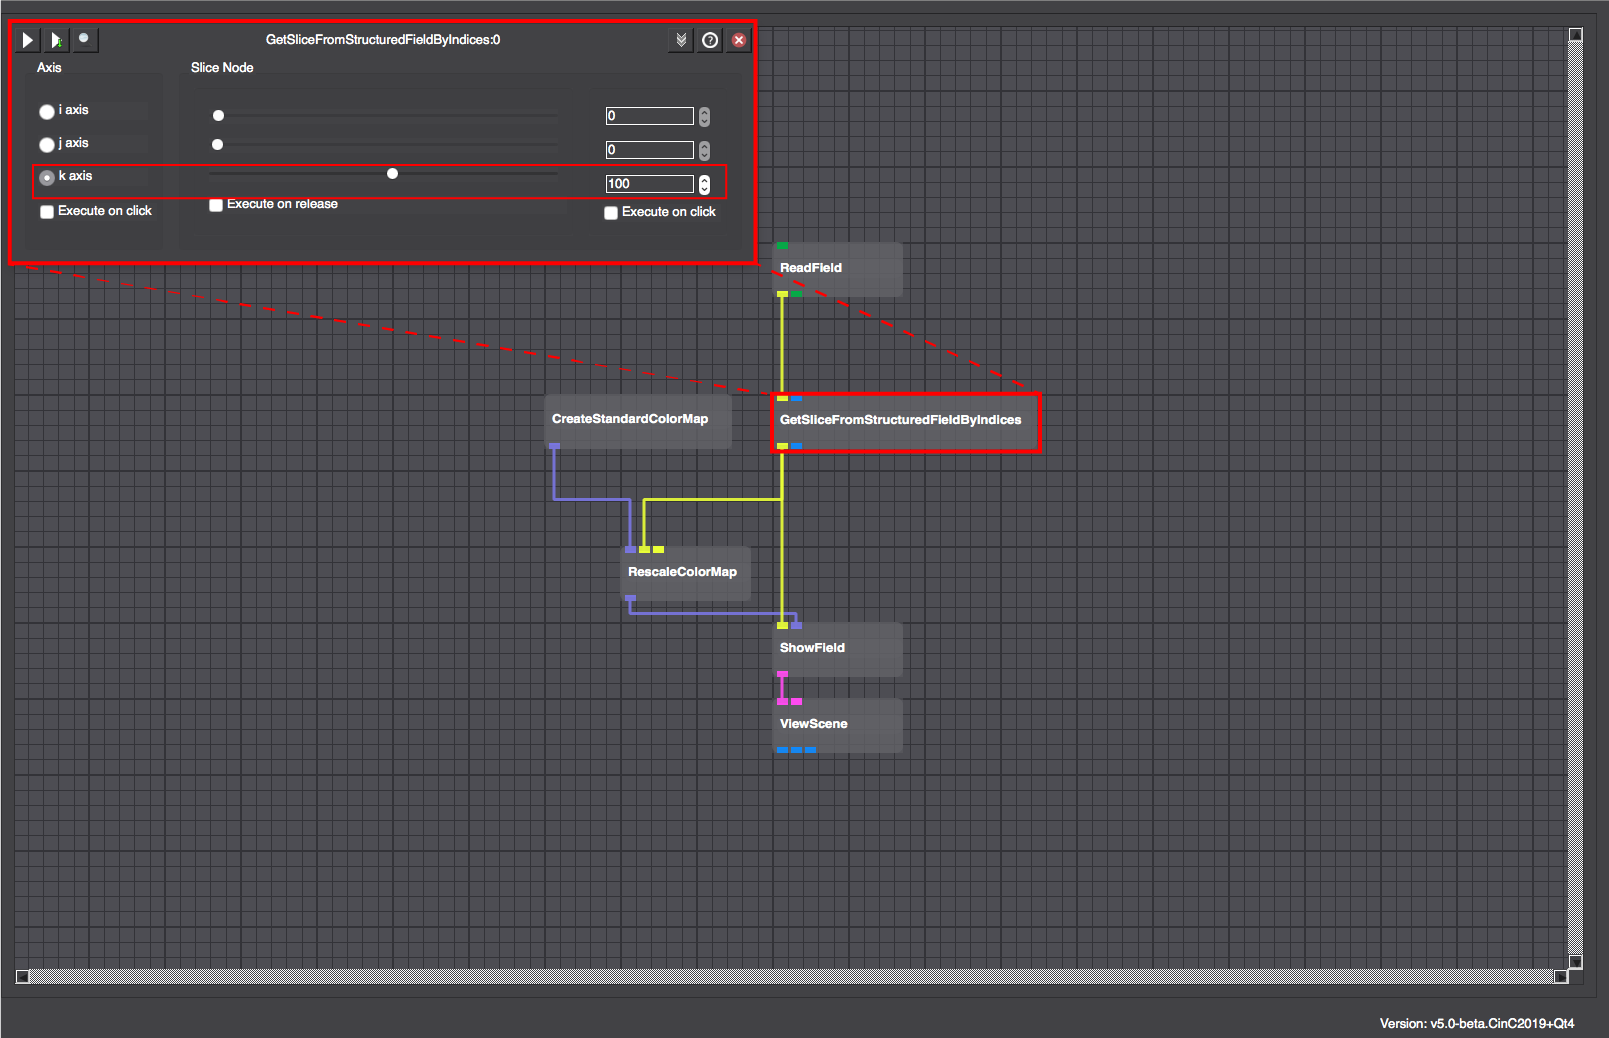 GetSliceFromStructuredFieldByIndices:0
Axis
Slice Node
i axis
0
j axis
0
k axis
100
Execute on click
Execute on release
Execute on click
ReadField
CreateStandardColorMap
GetSliceFromStructuredFieldByIndices
RescaleColorMap
ShowField
ViewScene
Version: v5.0-beta.CinC2019+Qt4